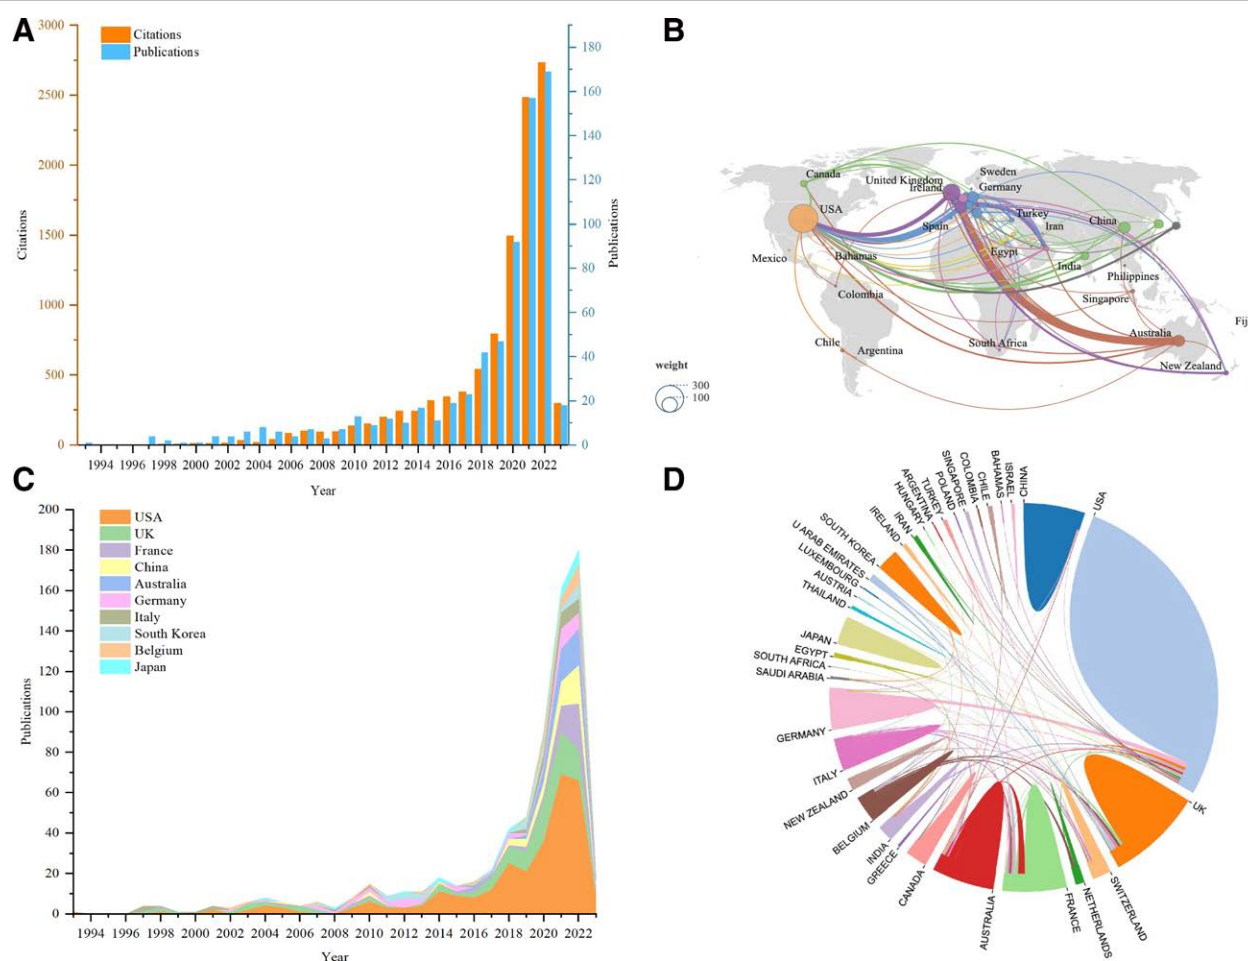 A
3000
2500
2000
1500
1000
500
0
Citations
Citations
Publications
180
160
140
120
100
80
60
40
20
0
Publications
1994 1996 1998 2000 2002 2004 2006 2008 2010 2012 2014 2016 2018 2020 2022
Year
B
Canada
United Kingdom
Ireland
Sweden
Germany
USA
Spain
Turkey
Iran
China
Mexico
Bahamas
Egypt
India
Colombia
Philippines
Singapore
Fij
Chile
Argentina
South Africa
Australia
New Zealand
weight
300
100
C
200
180
160
140
120
100
80
60
40
20
0
Publications
USA
UK
France
China
Australia
Germany
Italy
South Korea
Belgium
Japan
1994 1996 1998 2000 2002 2004 2006 2008 2010 2012 2014 2016 2018 2020 2022
Year
D
CHINA
USA
UK
SWITZERLAND
NETHERLANDS
FRANCE
AUSTRALIA
CANADA
GREECE
INDIA
BELGIUM
NEW ZEALAND
ITALY
GERMANY
SAUDI ARABIA
SOUTH AFRICA
EGYPT
JAPAN
THAILAND
AUSTRIA
LUXEMBOURG
U ARAB EMIRATES
SOUTH KOREA
IRELAND
IRAN
HUNGARY
ARGENTINA
TURKEY
POLAND
SINGAPORE
COLOMBIA
CHILE
BAHAMAS
ISRAEL